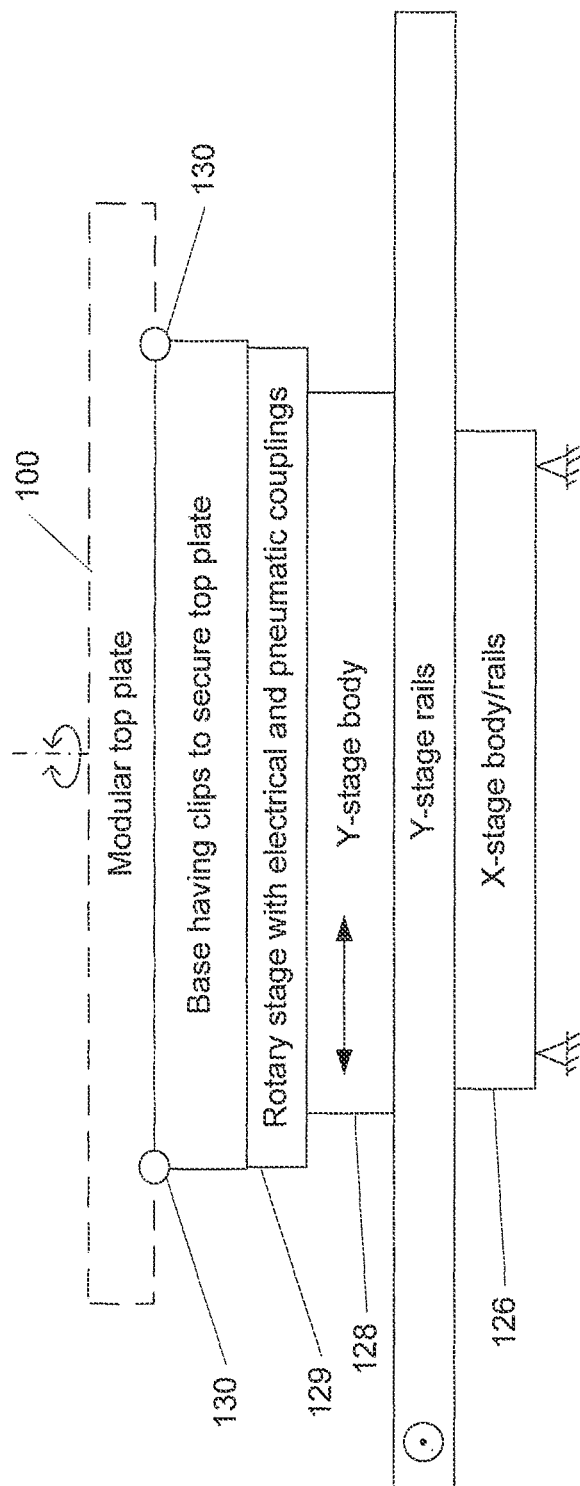 100
Modular top plate
130
Base having clips to secure top plate
130
Rotary stage with electrical and pneumatic couplings
129
Y-stage body
128
Y-stage rails
X-stage body/rails
126